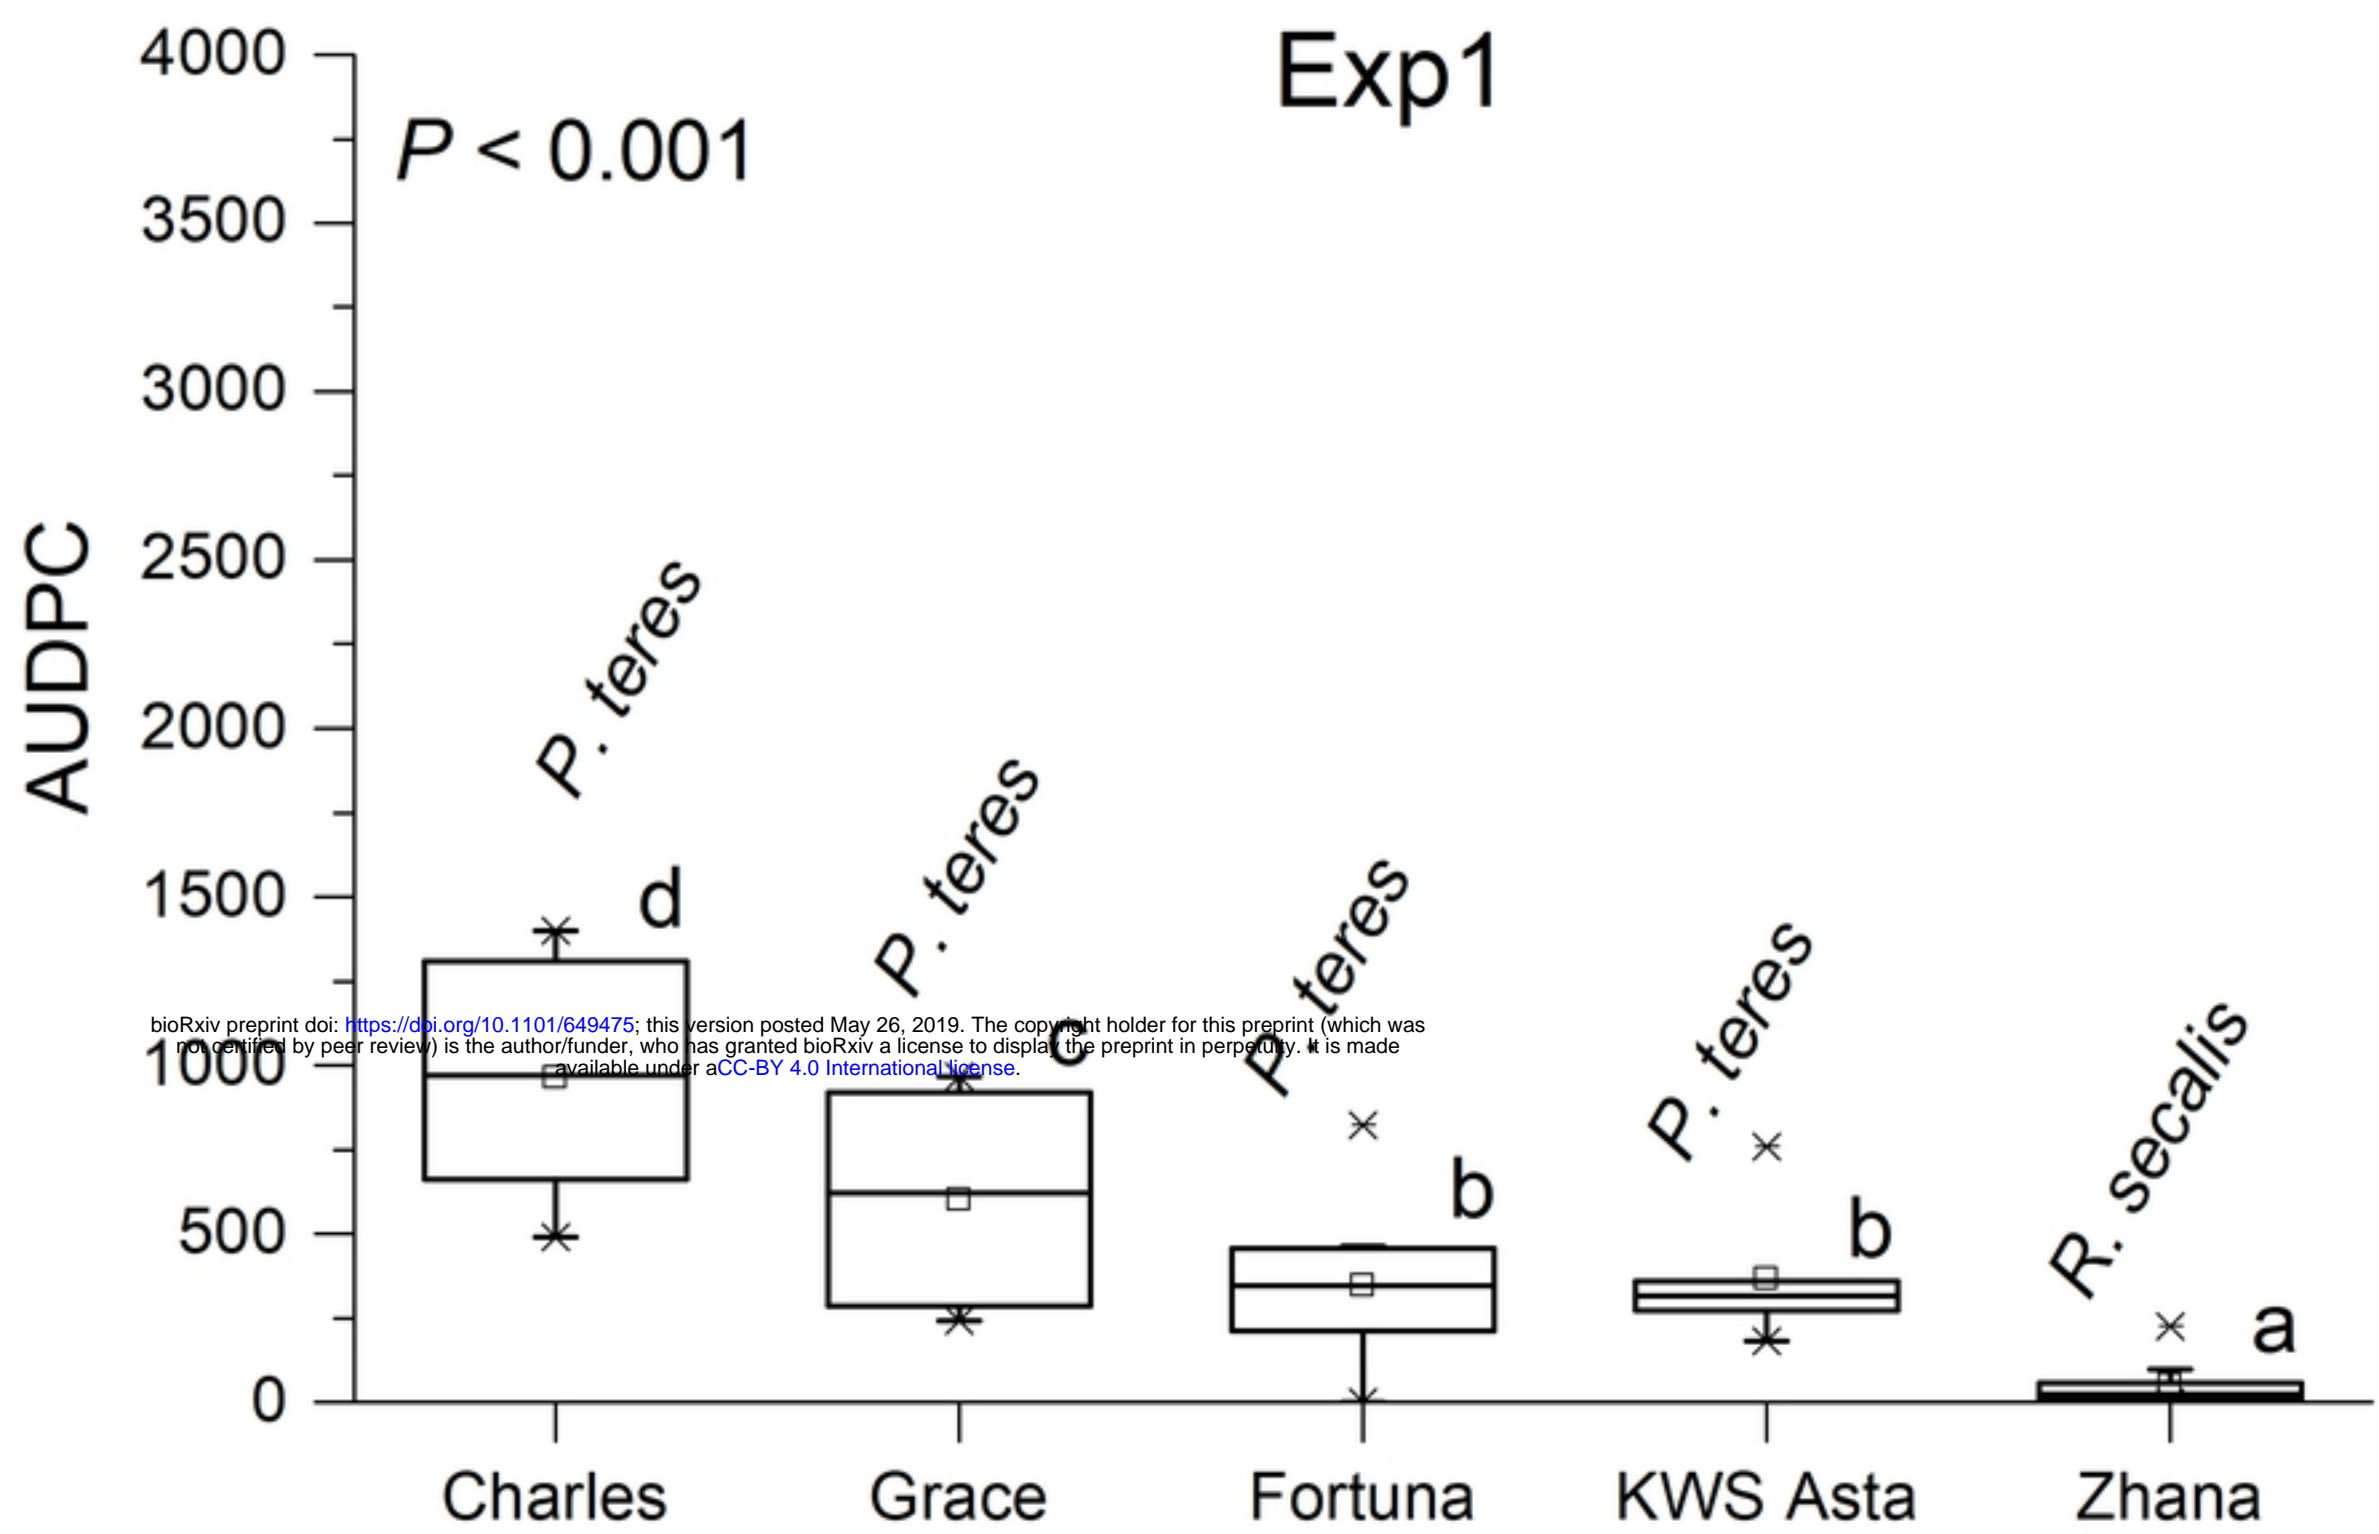 Exp1
P < 0.001
4000
3500
3000
2500
2000
1500
1000
500
0
AUDPC
P. teres
d
P. teres
c
P. teres
b
P. teres
b
R. secalis
a
bioRxiv preprint doi: https://doi.org/10.1101/649475; this version posted May 26, 2019. The copyright holder for this preprint (which was
not certified by peer review) is the author/funder, who has granted bioRxiv a license to display the preprint in perpetuity. It is made
available under aCC-BY 4.0 International license.
Charles
Grace
Fortuna
KWS Asta
Zhana